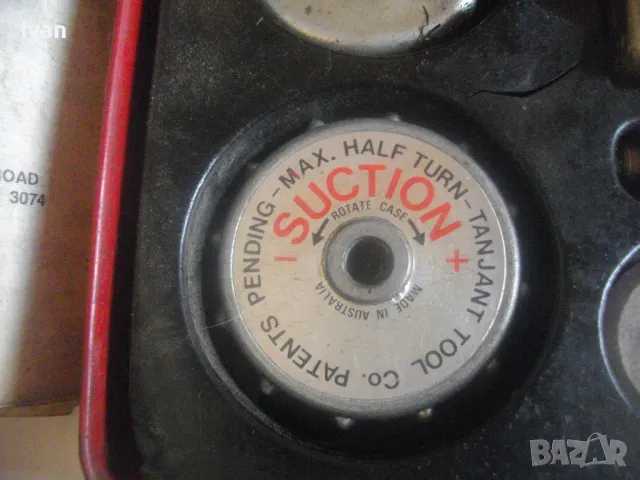 Ivan
OAD
3074
PATENTS PENDING - MAX. HALF TURN - TANJANT TOOL Co.
SUCTION
- +
ROTATE CASE
MADE IN AUSTRALIA
BAZAR